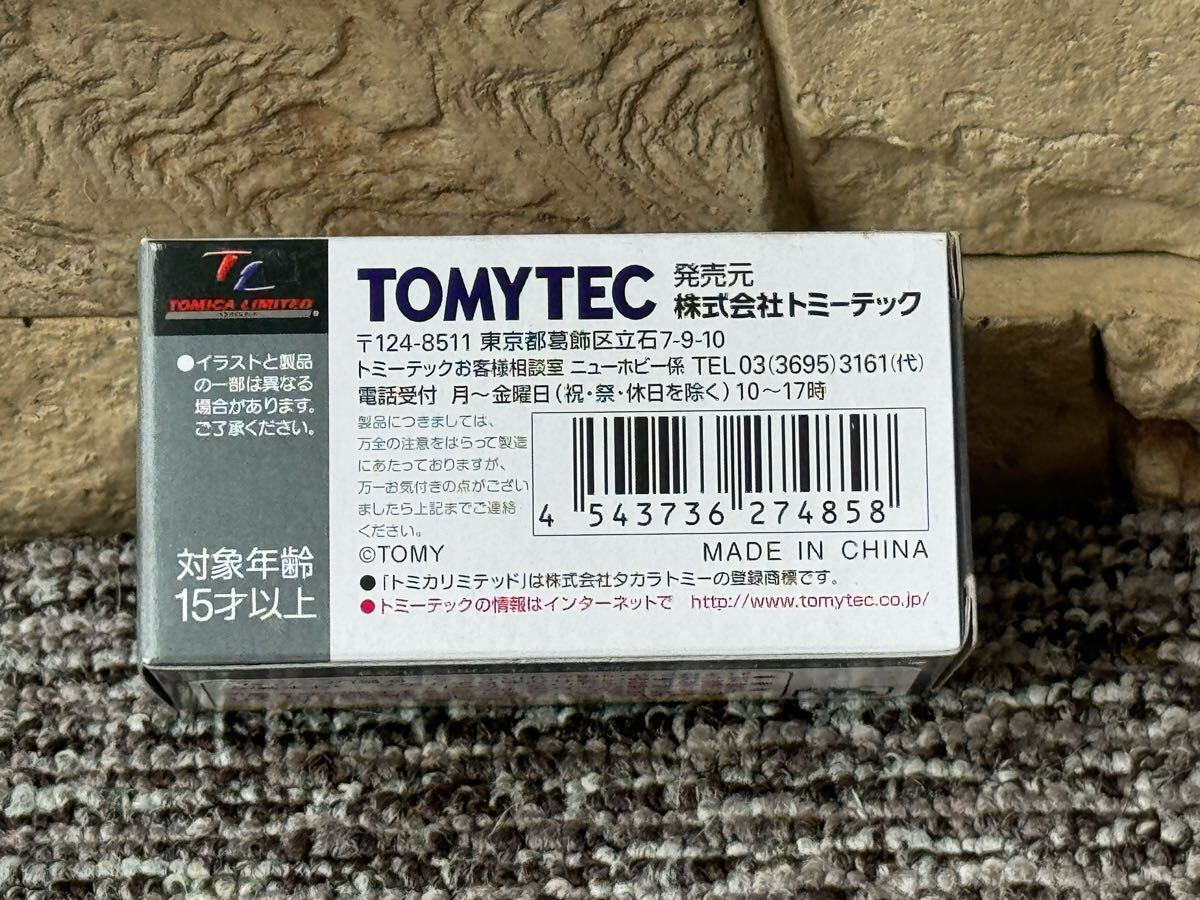 TL
TOMICA LIMITED
●イラストと製品
の一部は異なる
場合があります。
ご了承ください。
対象年齢
15才以上
TOMYTEC 発売元
株式会社トミーテック
〒124-8511 東京都葛飾区立石7-9-10
トミーテックお客様相談室 ニューホビー係 TEL03(3695)3161(代)
電話受付 月～金曜日(祝・祭・休日を除く)10～17時
製品につきましては、
万全の注意をはらって製造
にあたっておりますが、
万一お気付きの点がござい
ましたら上記までご連絡
ください。
4 543736 274858
©TOMY MADE IN CHINA
●「トミカリミテッド」は株式会社タカラトミーの登録商標です。
●トミーテックの情報はインターネットで http://www.tomytec.co.jp/